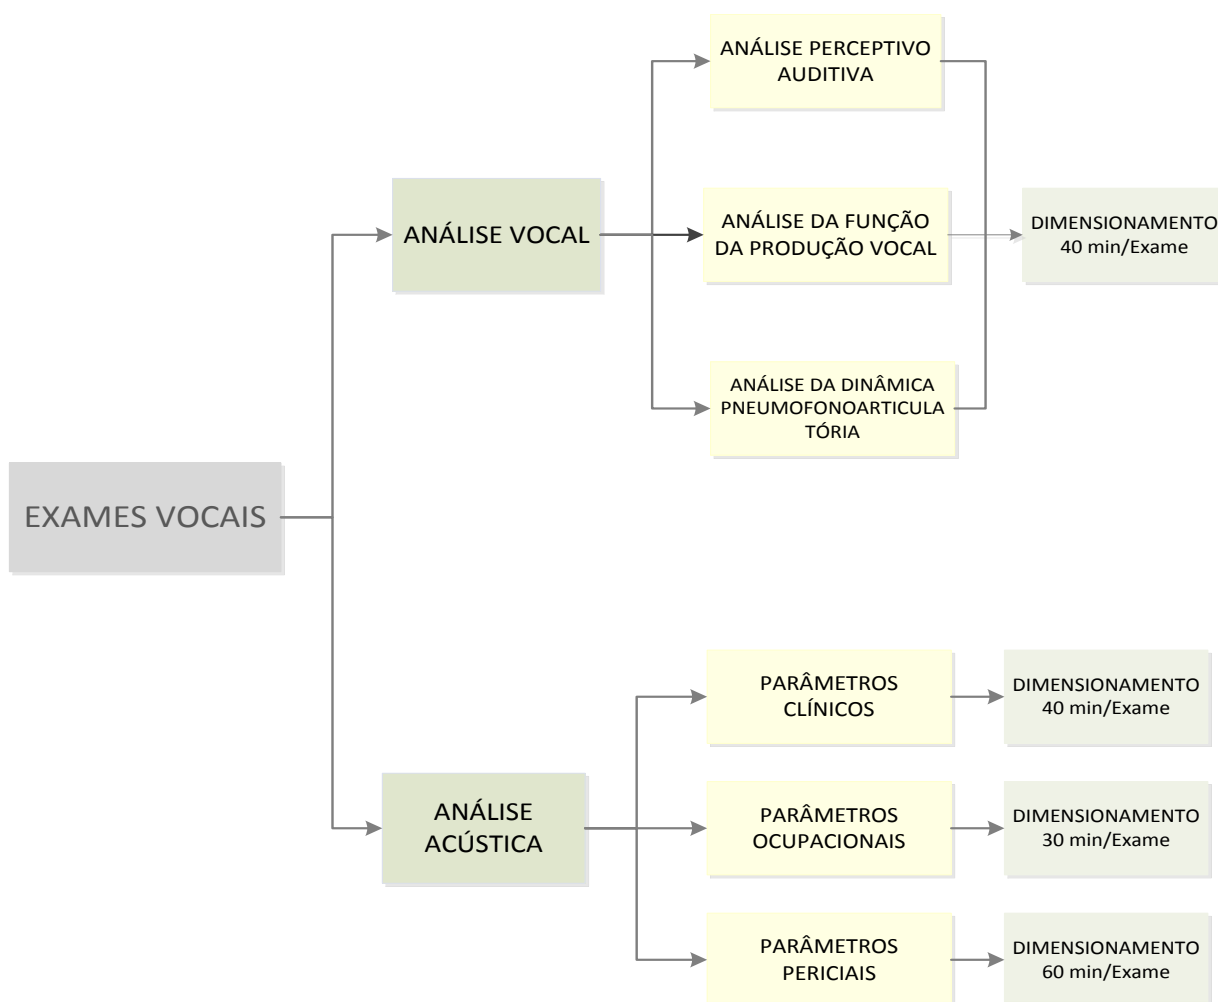 ANÁLISE PERCEPTIVO
AUDITIVA
ANÁLISE VOCAL
ANÁLISE DA FUNÇÃO
DA PRODUÇÃO VOCAL
DIMENSIONAMENTO
40 min/Exame
ANÁLISE DA DINÂMICA
PNEUMOFONOARTICULA
TÓRIA
EXAMES VOCAIS
PARÂMETROS
CLÍNICOS
DIMENSIONAMENTO
40 min/Exame
ANÁLISE
ACÚSTICA
PARÂMETROS
OCUPACIONAIS
DIMENSIONAMENTO
30 min/Exame
PARÂMETROS
PERICIAIS
DIMENSIONAMENTO
60 min/Exame